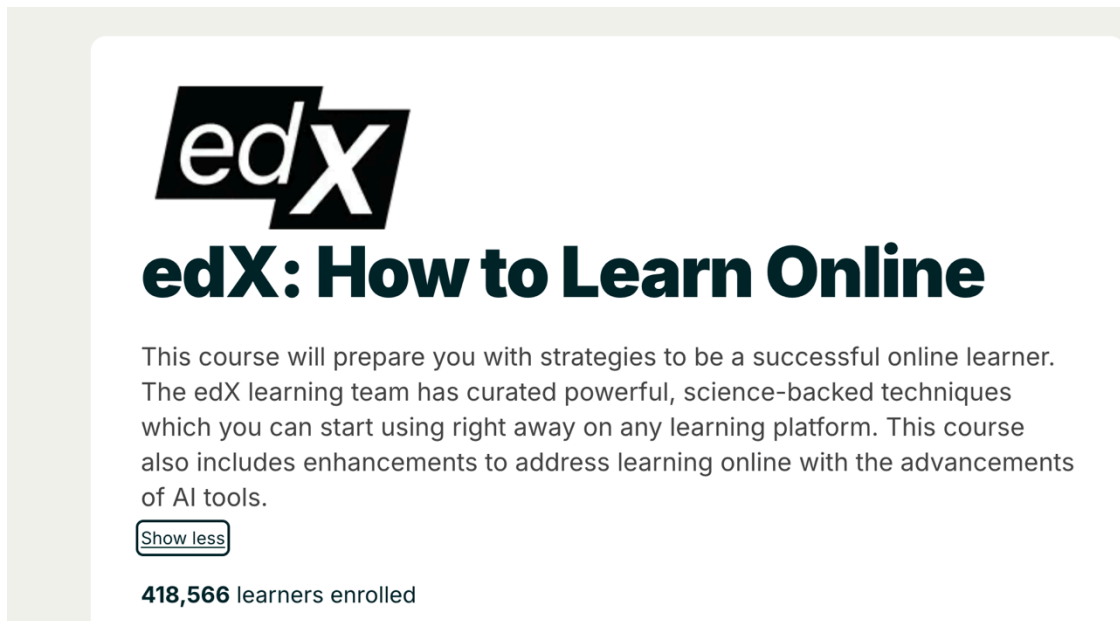 edX
edX: How to Learn Online
This course will prepare you with strategies to be a successful online learner.
The edX learning team has curated powerful, science-backed techniques
which you can start using right away on any learning platform. This course
also includes enhancements to address learning online with the advancements
of AI tools.
Show less
418,566 learners enrolled